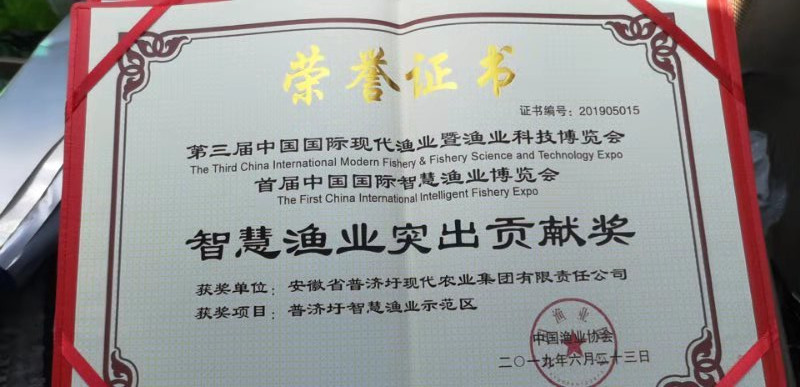 荣誉证书
证书编号：201905015
第三届中国国际现代渔业暨渔业科技博览会
The Third China International Modern Fishery & Fishery Science and Technology Expo
首届中国国际智慧渔业博览会
The First China International Intelligent Fishery Expo
智慧渔业突出贡献奖
获奖单位：安徽省普济圩现代农业集团有限责任公司
获奖项目：普济圩智慧渔业示范区
中国渔业协会
二〇一九年六月二十三日